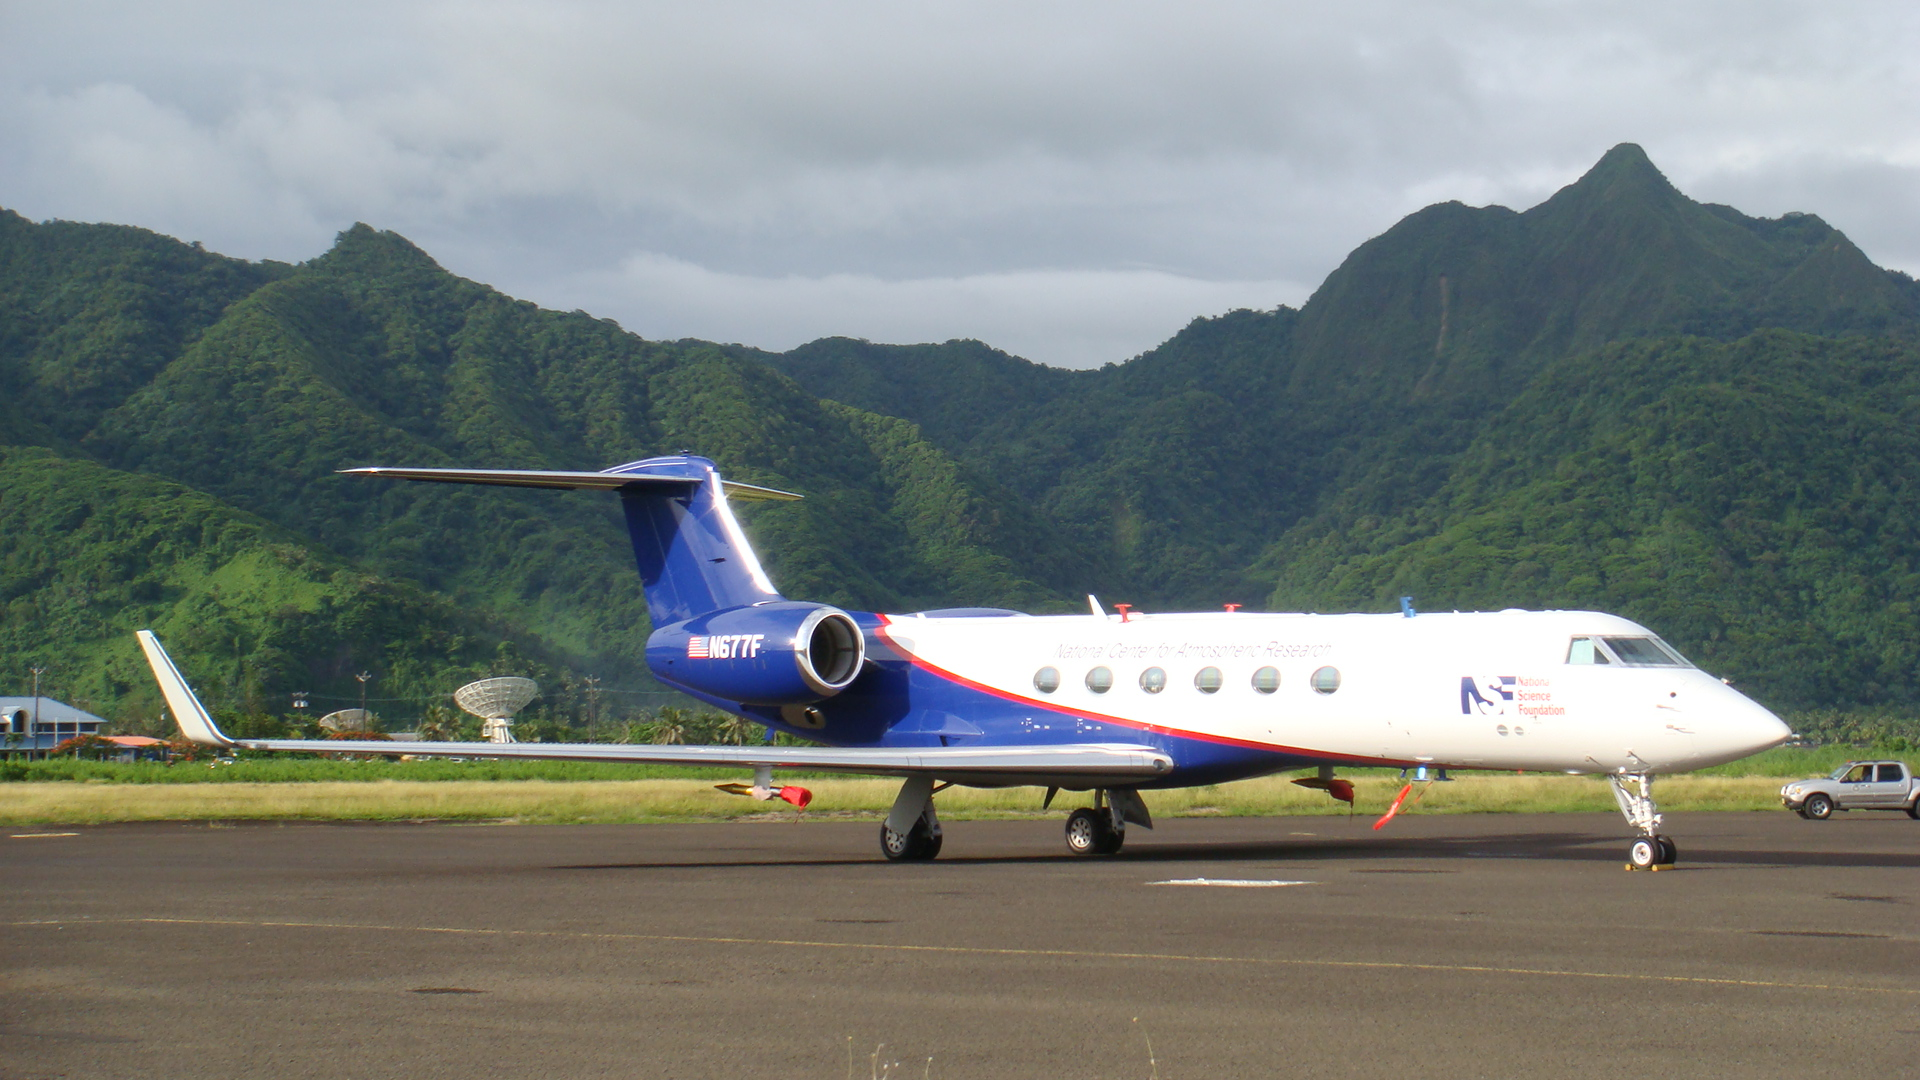 N677F
National Center for Atmospheric Research
NSF
National
Science
Foundation